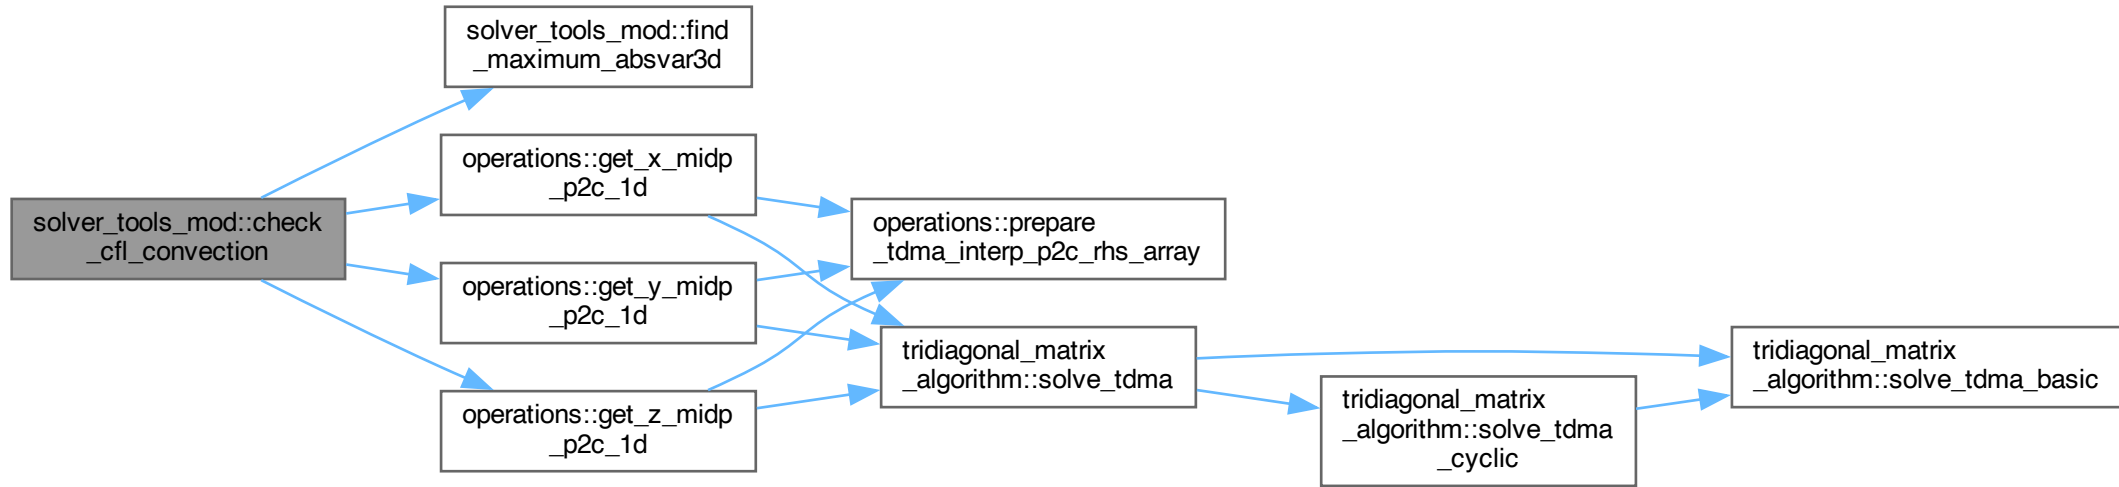 solver_tools_mod::find
_maximum_absvar3d
operations::get_x_midp
_p2c_1d
solver_tools_mod::check
_cfl_convection
operations::prepare
_tdma_interp_p2c_rhs_array
operations::get_y_midp
_p2c_1d
tridiagonal_matrix
_algorithm::solve_tdma
tridiagonal_matrix
_algorithm::solve_tdma_basic
operations::get_z_midp
_p2c_1d
tridiagonal_matrix
_algorithm::solve_tdma
_cyclic